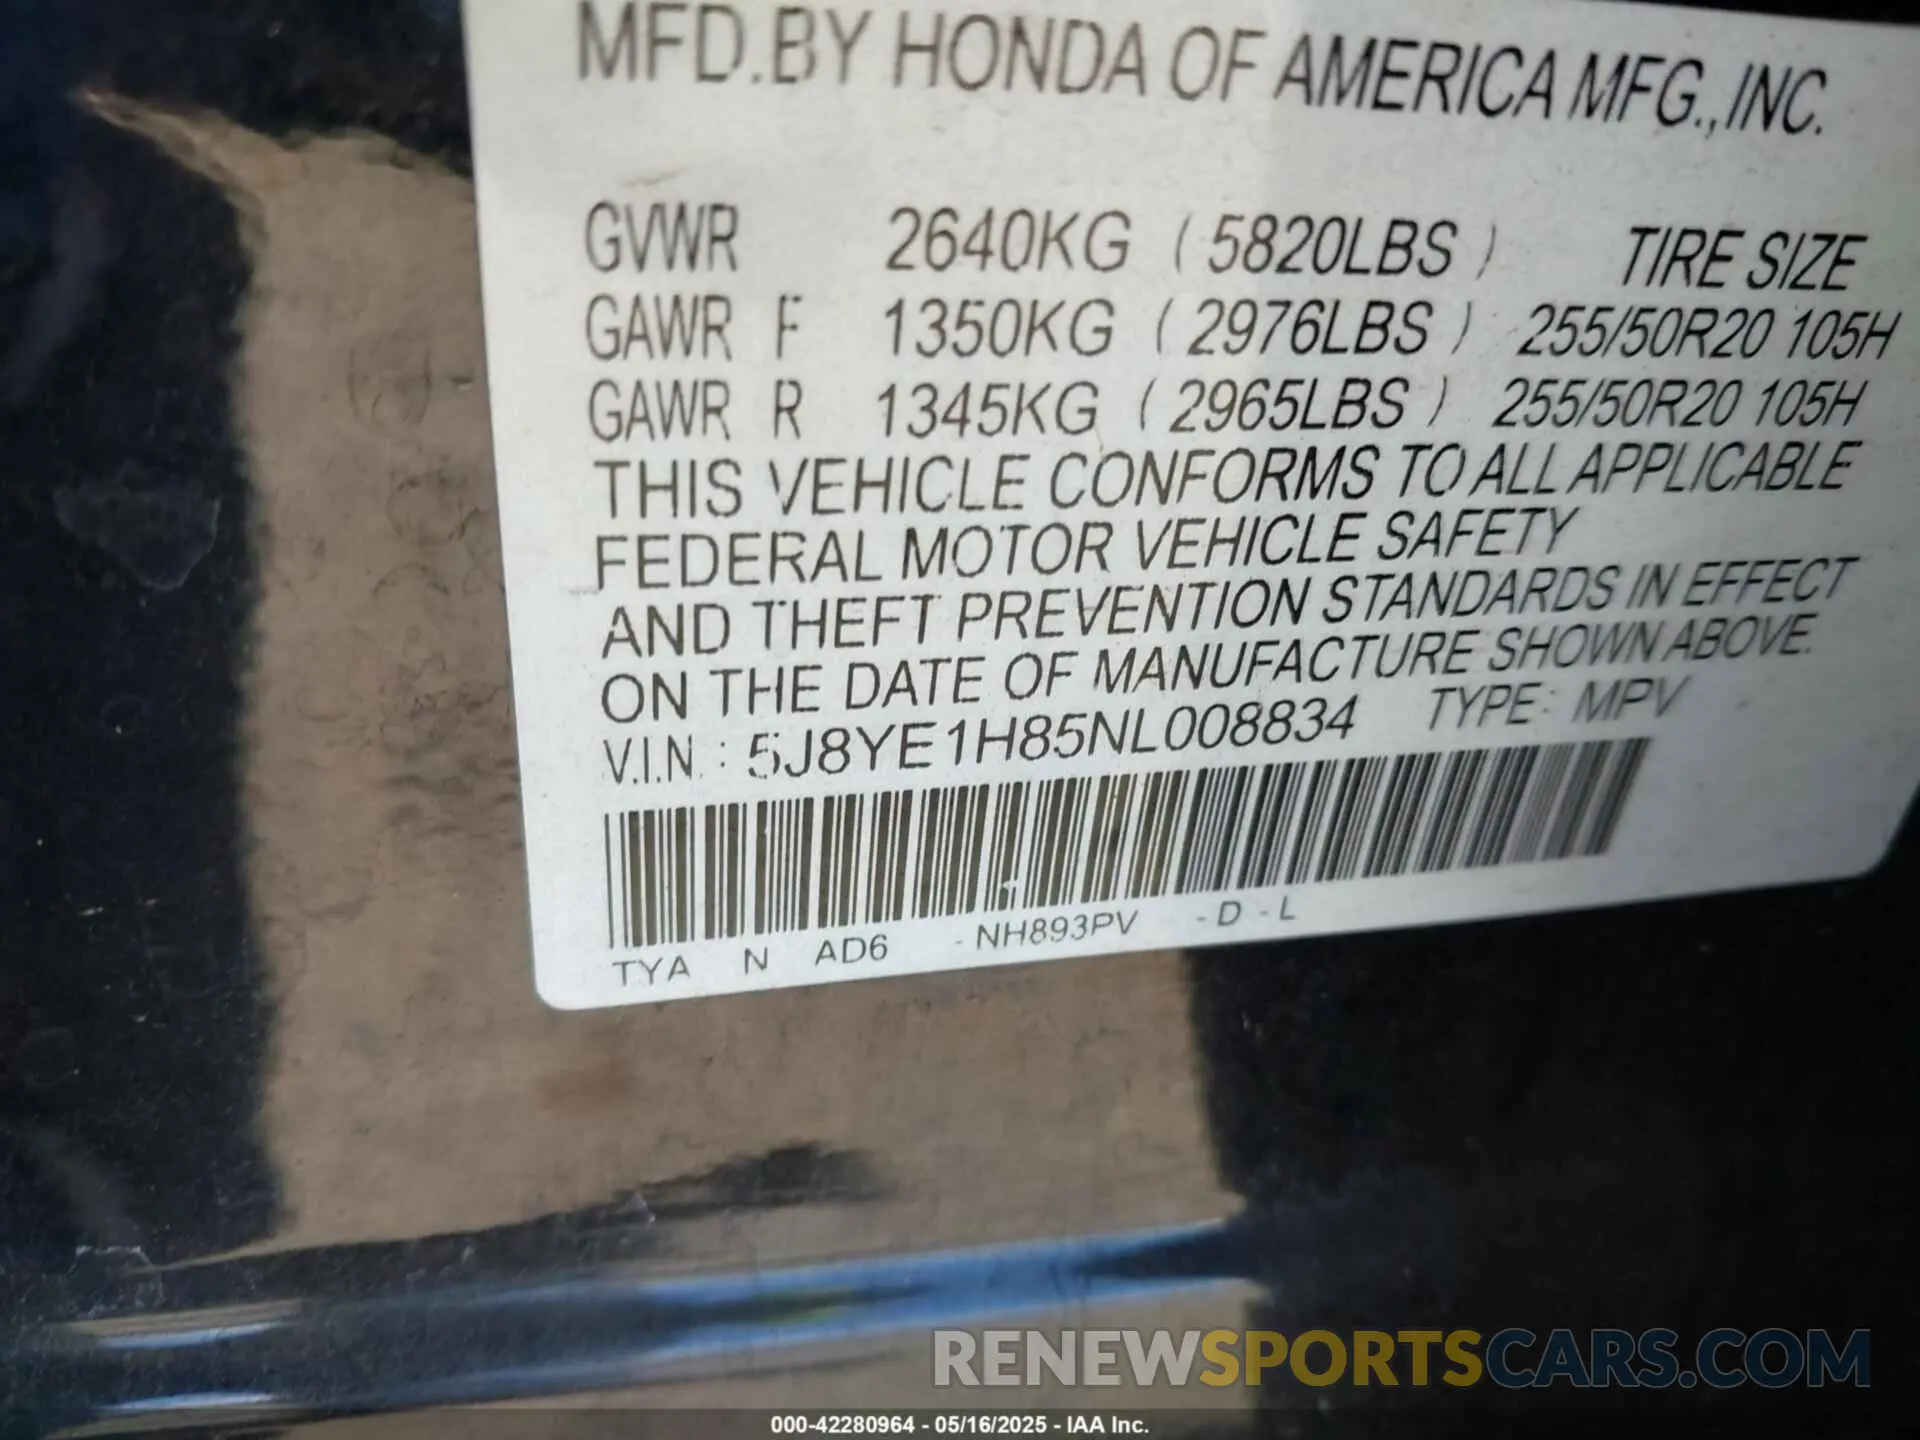 MFD.BY HONDA OF AMERICA MFG.,INC.
GVWR 2640KG (5820LBS) TIRE SIZE
GAWR F 1350KG (2976LBS) 255/50R20 105H
GAWR R 1345KG (2965LBS) 255/50R20 105H
THIS VEHICLE CONFORMS TO ALL APPLICABLE
FEDERAL MOTOR VEHICLE SAFETY
AND THEFT PREVENTION STANDARDS IN EFFECT
ON THE DATE OF MANUFACTURE SHOWN ABOVE.
V.I.N.: 5J8YE1H85NL008834 TYPE: MPV
TYA N AD6 -NH893PV -D -L
RENEWSPORTSCARS.COM
000-42280964 - 05/16/2025 - IAA Inc.